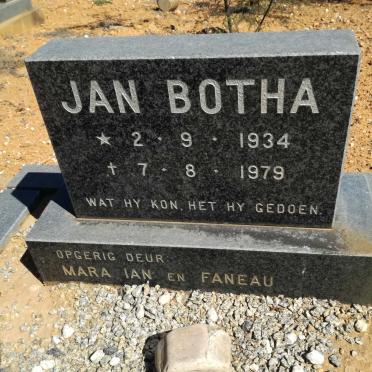 JAN BOTHA
★ 2 · 9 · 1934
† 7 · 8 · 1979
WAT HY KON, HET HY GEDOEN.
OPGERIG DEUR
MARA IAN EN FANEAU